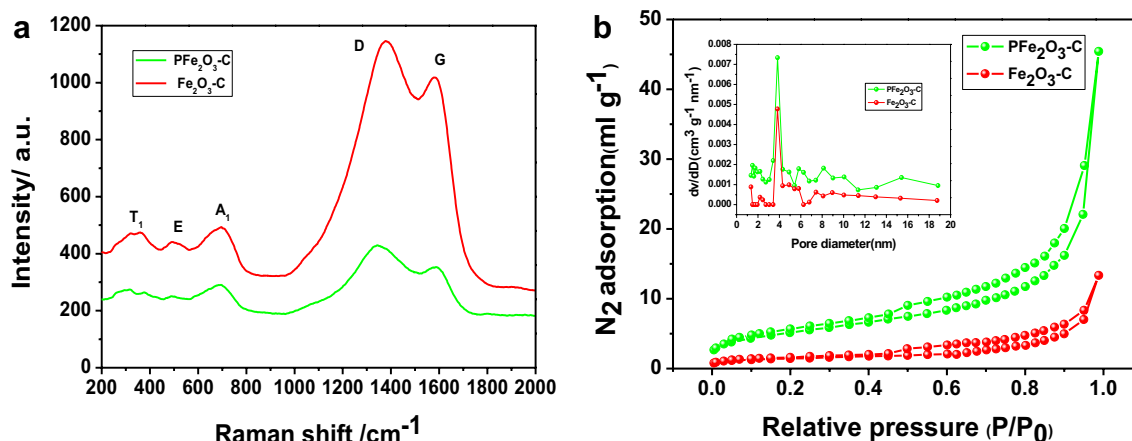 a
PFe2O3-C
Fe2O3-C
D
G
T1
E
A1
Intensity/ a.u.
1200
1000
800
600
400
200
0
200 400 600 800 1000 1200 1400 1600 1800 2000
Raman shift /cm-1
b
PFe2O3-C
Fe2O3-C
N2 adsorption(ml g-1)
50
40
30
20
10
0
0.0 0.2 0.4 0.6 0.8 1.0
Relative pressure (P/P0)
dv/dD(cm3 g-1 nm-1)
0.008
0.007
0.006
0.005
0.004
0.003
0.002
0.001
0.000
PFe2O3-C
Fe2O3-C
0 2 4 6 8 10 12 14 16 18 20
Pore diameter(nm)